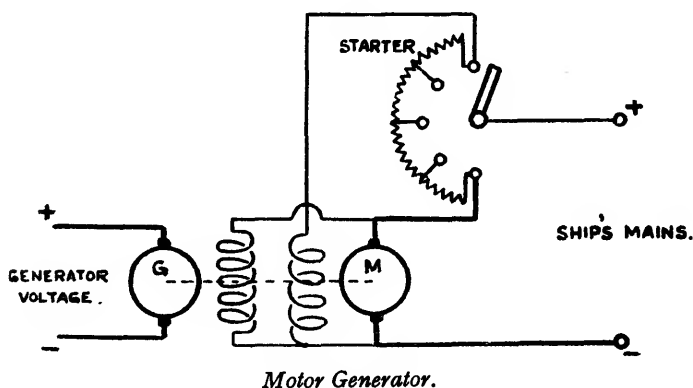 STARTER
+
+
G
M
SHIP'S MAINS.
GENERATOR
VOLTAGE.
−
−
Motor Generator.